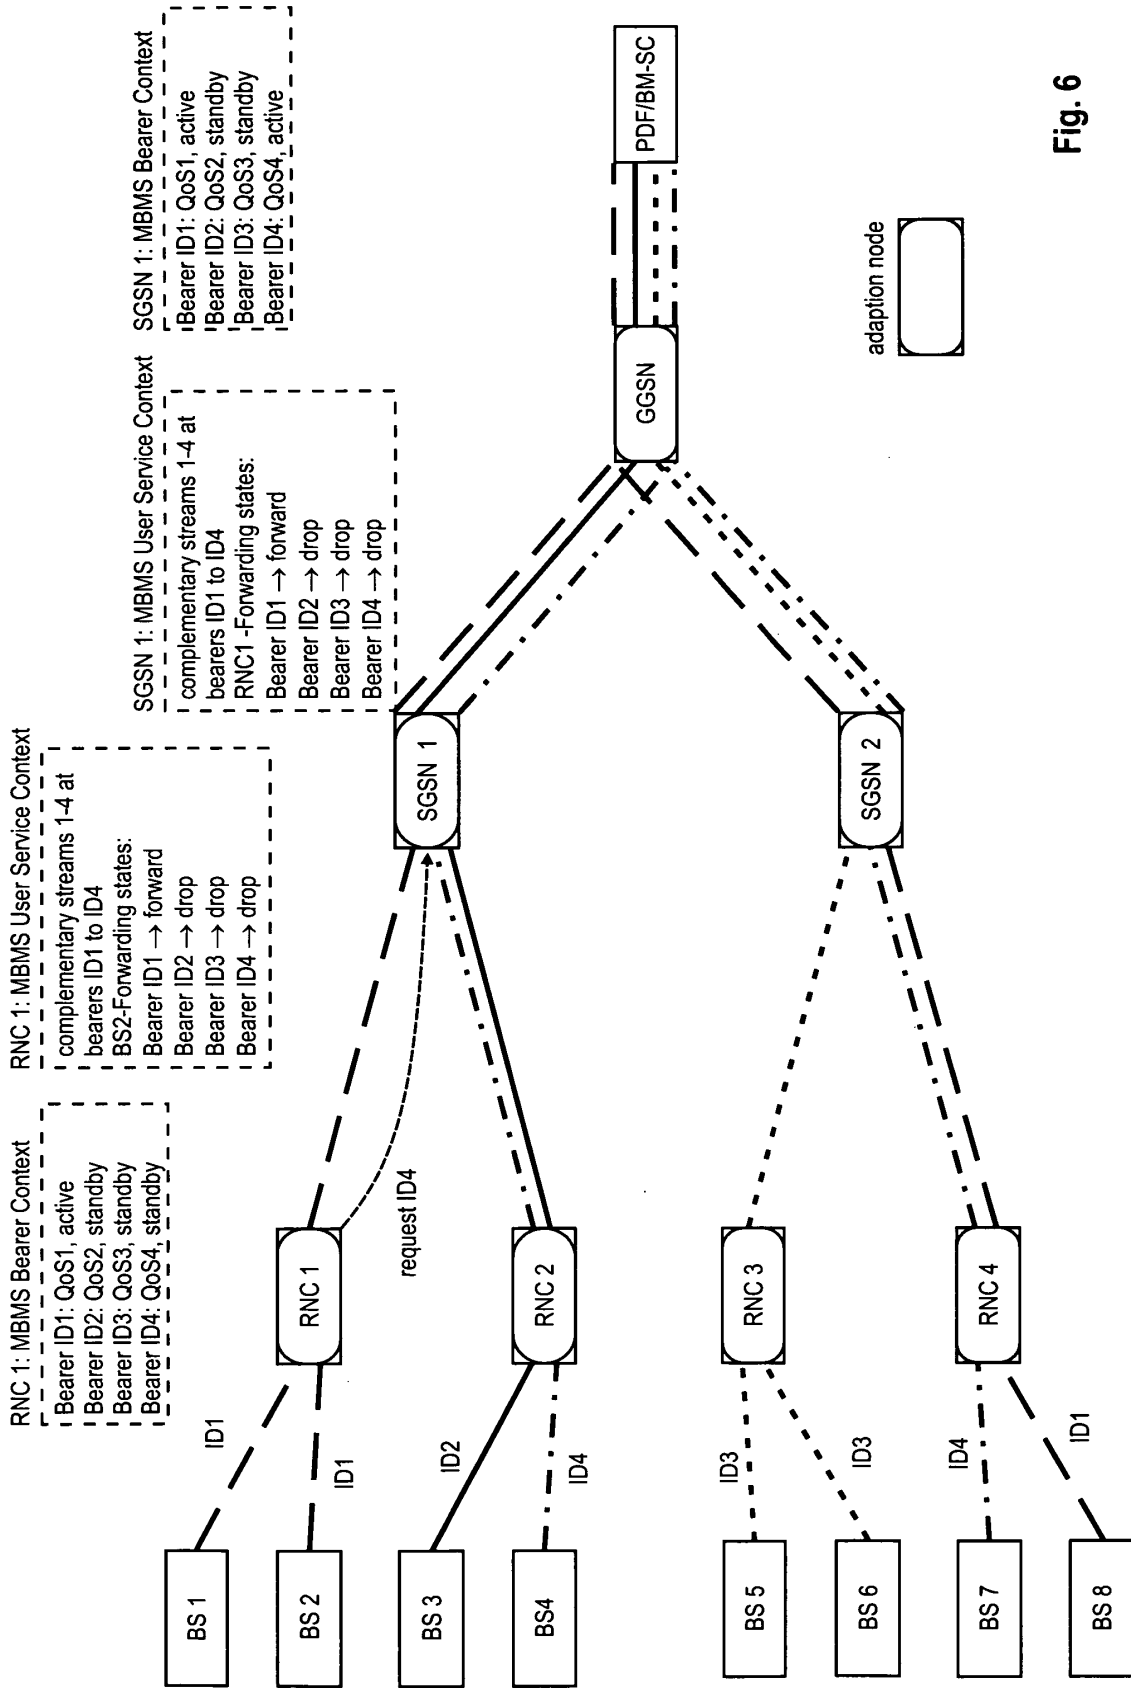 RNC 1: MBMS Bearer Context
Bearer ID1: QoS1, active
Bearer ID2: QoS2, standby
Bearer ID3: QoS3, standby
Bearer ID4: QoS4, standby
RNC 1: MBMS User Service Context
complementary streams 1-4 at
bearers ID1 to ID4
BS2-Forwarding states:
Bearer ID1 → forward
Bearer ID2 → drop
Bearer ID3 → drop
Bearer ID4 → drop
SGSN 1: MBMS User Service Context
complementary streams 1-4 at
bearers ID1 to ID4
RNC1 -Forwarding states:
Bearer ID1 → forward
Bearer ID2 → drop
Bearer ID3 → drop
Bearer ID4 → drop
SGSN 1: MBMS Bearer Context
Bearer ID1: QoS1, active
Bearer ID2: QoS2, standby
Bearer ID3: QoS3, standby
Bearer ID4: QoS4, active
BS 1
ID1
BS 2
ID1
RNC 1
request ID4
SGSN 1
BS 3
ID2
BS4
ID4
RNC 2
GGSN
PDF/BM-SC
BS 5
ID3
BS 6
ID3
RNC 3
SGSN 2
BS 7
ID4
BS 8
ID1
RNC 4
adaption node
Fig. 6